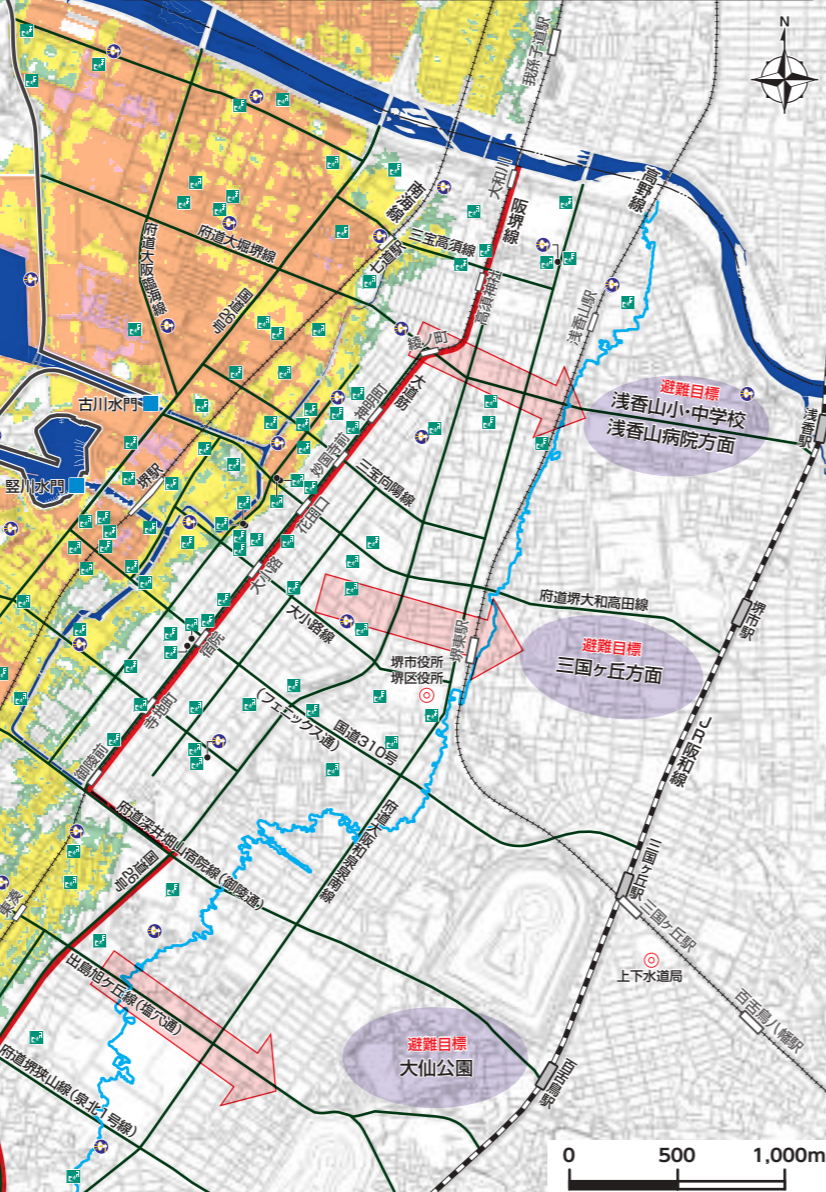 我孫子道駅
N
大和川
高野線
南海線
阪堺線
府道大堀堺線
三宝高須線
七道駅
府道大阪臨海線
国道26号
高須神社
浅香山駅
綾ノ町
大道筋
避難目標
浅香山小・中学校
浅香山病院方面
浅香駅
古川水門
神明町
妙国寺前
竪川水門
堺駅
三宝向陽線
花田口
大小路
府道堺大和高田線
堺市駅
大小路線
宿院
堺東駅
避難目標
三国ヶ丘方面
堺市役所
堺区役所
寺地町
(フェニックス通)
国道310号
JR阪和線
御陵前
府道深井畑山宿院線(御陵通)
府道大阪和泉泉南線
国道26号
三国ヶ丘駅
三国ヶ丘駅
東湊
上下水道局
百舌鳥八幡駅
出島旭ケ丘線(塩穴通)
避難目標
大仙公園
府道堺狭山線(泉北1号線)
百舌鳥駅
0 500 1,000m